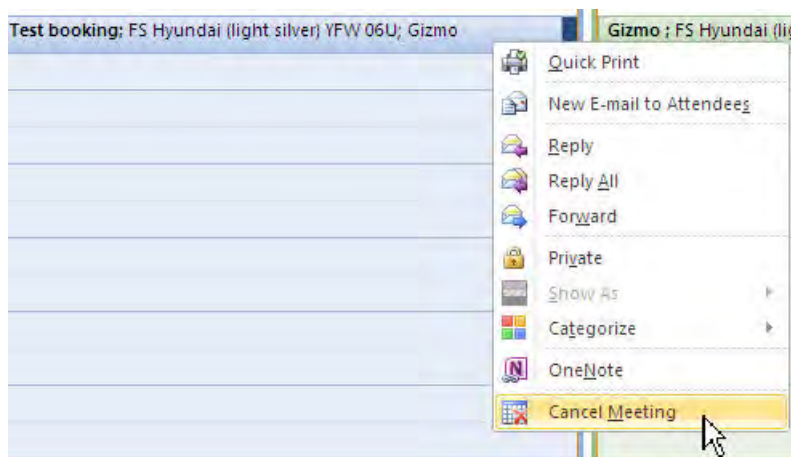 Test booking; FS Hyundai (light silver) YFW 06U; Gizmo
Gizmo ; FS Hyundai (lig
Quick Print
New E-mail to Attendees
Reply
Reply All
Forward
Private
Show As
Categorize
OneNote
Cancel Meeting